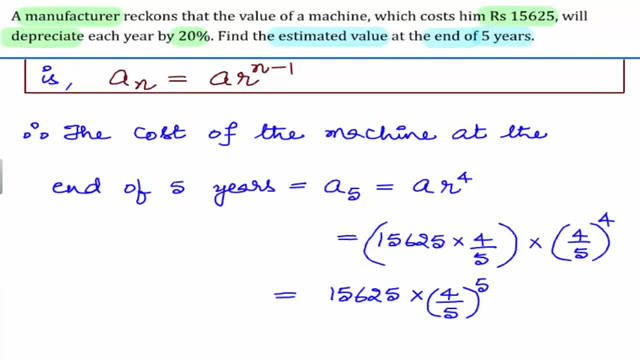 A manufacturer reckons that the value of a machine, which costs him Rs 15625, will
depreciate each year by 20%. Find the estimated value at the end of 5 years.
is, aₙ = arⁿ⁻¹
∴ The cost of the machine at the
end of 5 years = a₅ = ar⁴
= (15625 × 4/5) × (4/5)⁴
= 15625 × (4/5)⁵